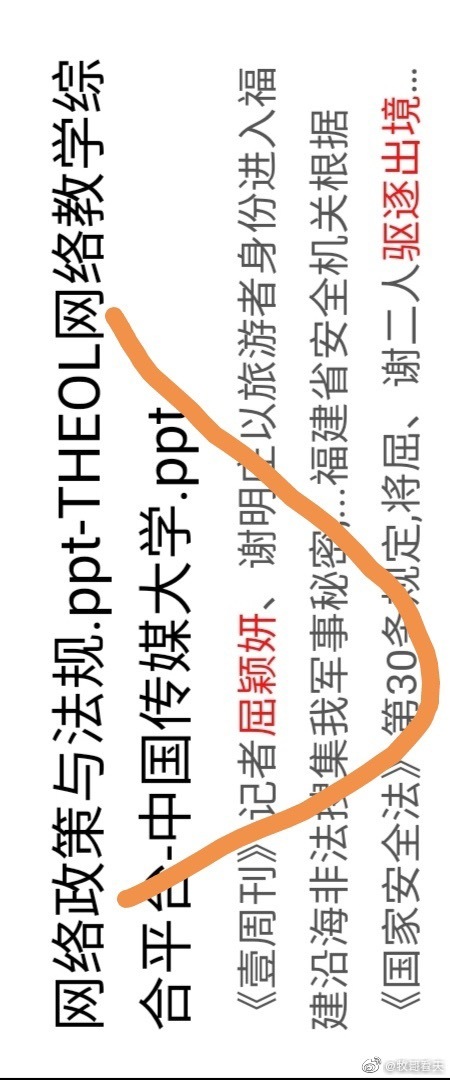 网络政策与法规.ppt-THEOL网络教学综
合平台-中国传媒大学.ppt
《壹周刊》记者屈颖妍、谢明庄以旅游者身份进入福
建沿海非法搜集我军事秘密,...福建省安全机关根据
《国家安全法》第30条规定,将屈、谢二人驱逐出境...